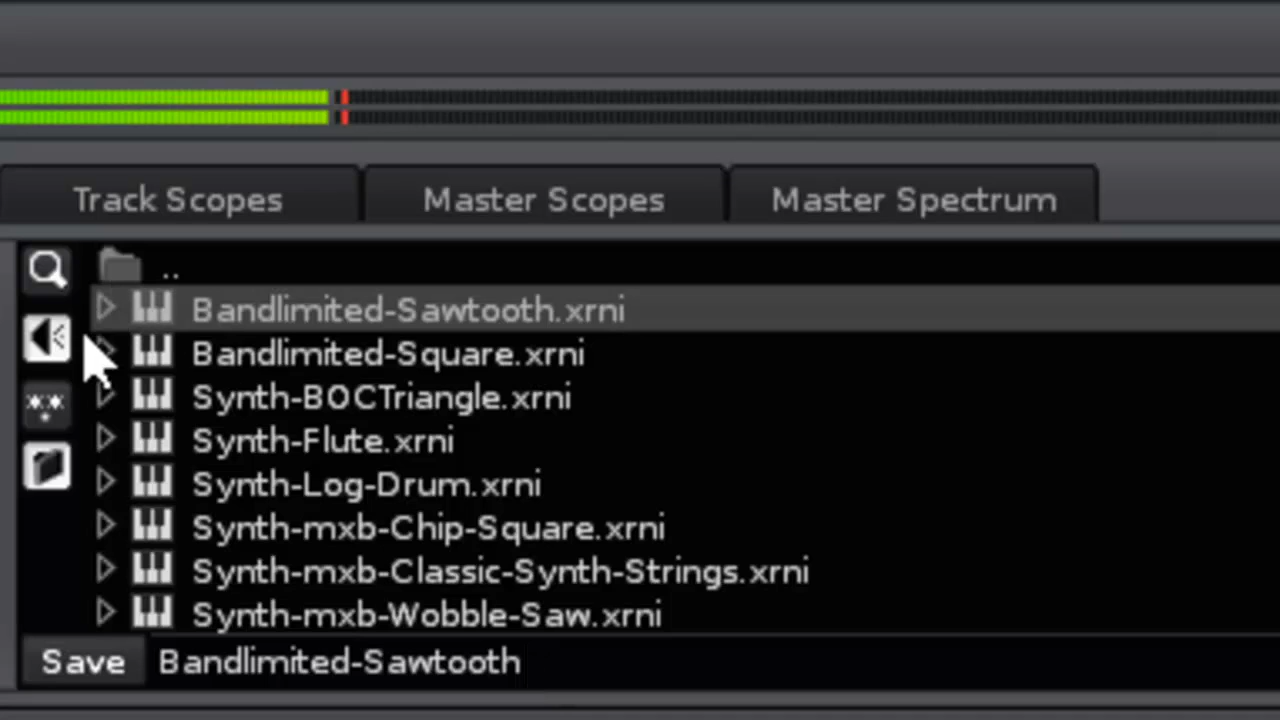 Track Scopes Master Scopes Master Spectrum
..
Bandlimited-Sawtooth.xrni
Bandlimited-Square.xrni
Synth-BOCTriangle.xrni
Synth-Flute.xrni
Synth-Log-Drum.xrni
Synth-mxb-Chip-Square.xrni
Synth-mxb-Classic-Synth-Strings.xrni
Synth-mxb-Wobble-Saw.xrni
Save Bandlimited-Sawtooth